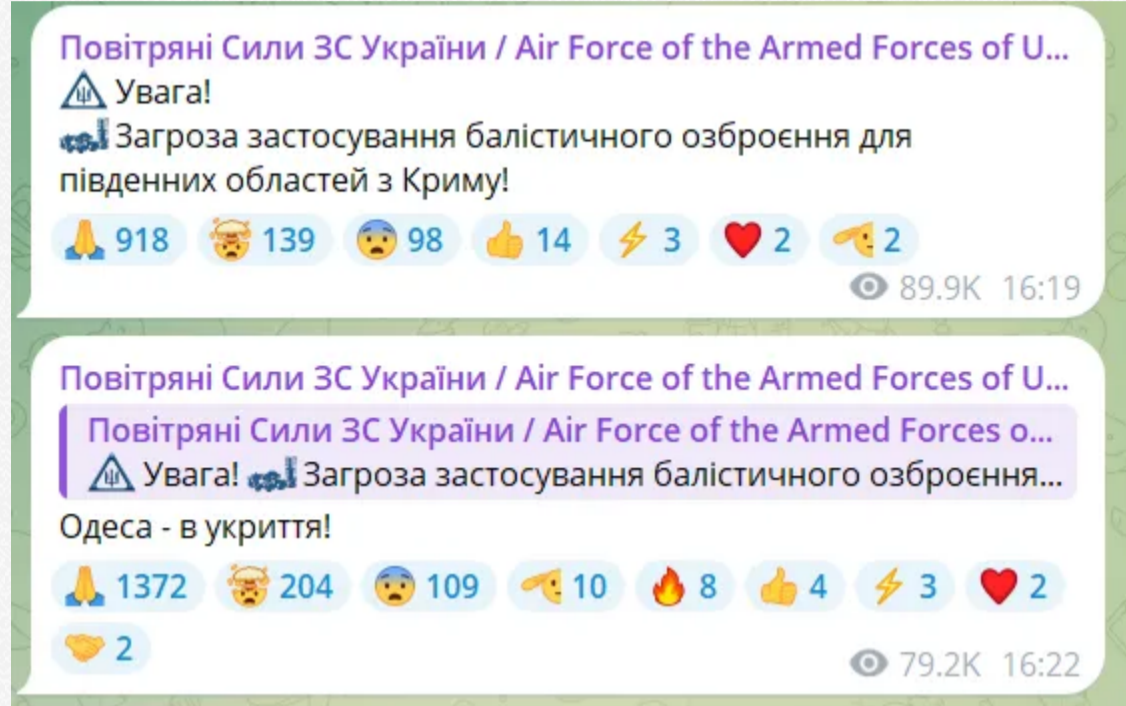 Повітряні Сили ЗС України / Air Force of the Armed Forces of U...
Увага!
Загроза застосування балістичного озброєння для
південних областей з Криму!
918 139 98 14 3 2 2
89.9K 16:19
Повітряні Сили ЗС України / Air Force of the Armed Forces of U...
Повітряні Сили ЗС України / Air Force of the Armed Forces o...
Увага! Загроза застосування балістичного озброєння...
Одеса - в укриття!
1372 204 109 10 8 4 3 2
2
79.2K 16:22